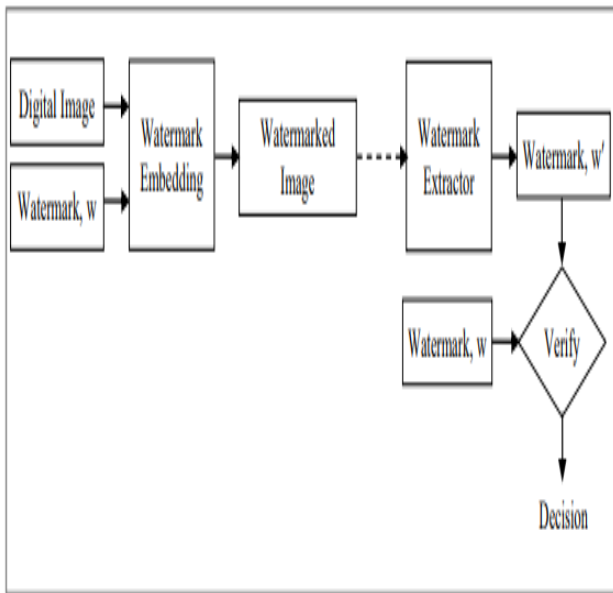 Digital Image
Watermark, w
Watermark
Embedding
Watermarked
Image
Watermark
Extractor
Watermark, w'
Watermark, w
Verify
Decision